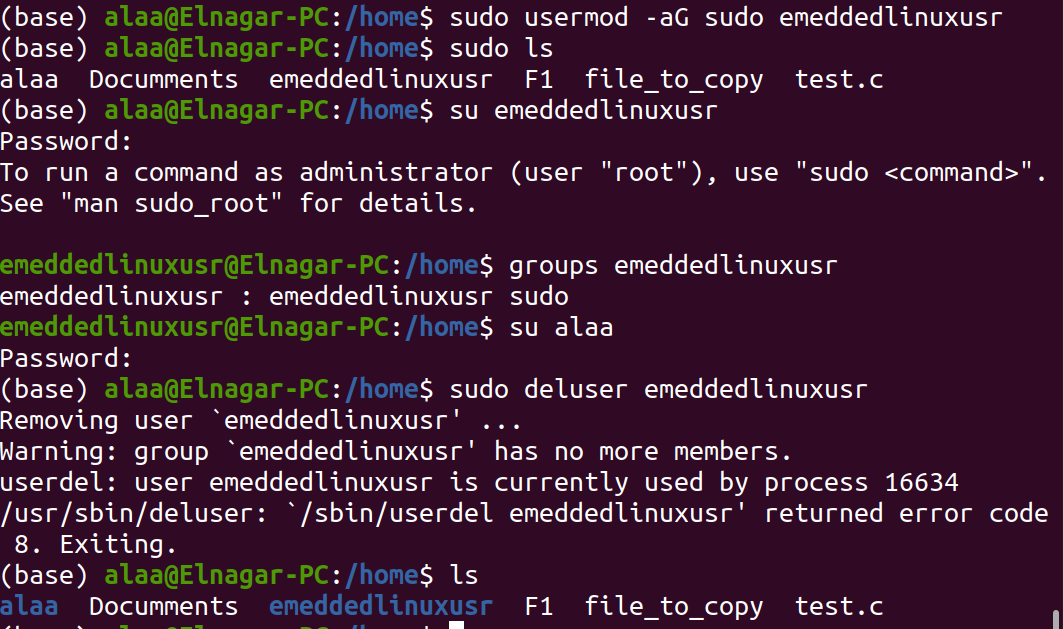 (base) alaa@Elnagar-PC:/home$ sudo usermod -aG sudo emeddedlinuxusr
(base) alaa@Elnagar-PC:/home$ sudo ls
alaa  Documments  emeddedlinuxusr  F1  file_to_copy  test.c
(base) alaa@Elnagar-PC:/home$ su emeddedlinuxusr
Password:
To run a command as administrator (user "root"), use "sudo <command>".
See "man sudo_root" for details.

emeddedlinuxusr@Elnagar-PC:/home$ groups emeddedlinuxusr
emeddedlinuxusr : emeddedlinuxusr sudo
emeddedlinuxusr@Elnagar-PC:/home$ su alaa
Password:
(base) alaa@Elnagar-PC:/home$ sudo deluser emeddedlinuxusr
Removing user `emeddedlinuxusr' ...
Warning: group `emeddedlinuxusr' has no more members.
userdel: user emeddedlinuxusr is currently used by process 16634
/usr/sbin/deluser: `/sbin/userdel emeddedlinuxusr' returned error code
 8. Exiting.
(base) alaa@Elnagar-PC:/home$ ls
alaa  Documments  emeddedlinuxusr  F1  file_to_copy  test.c